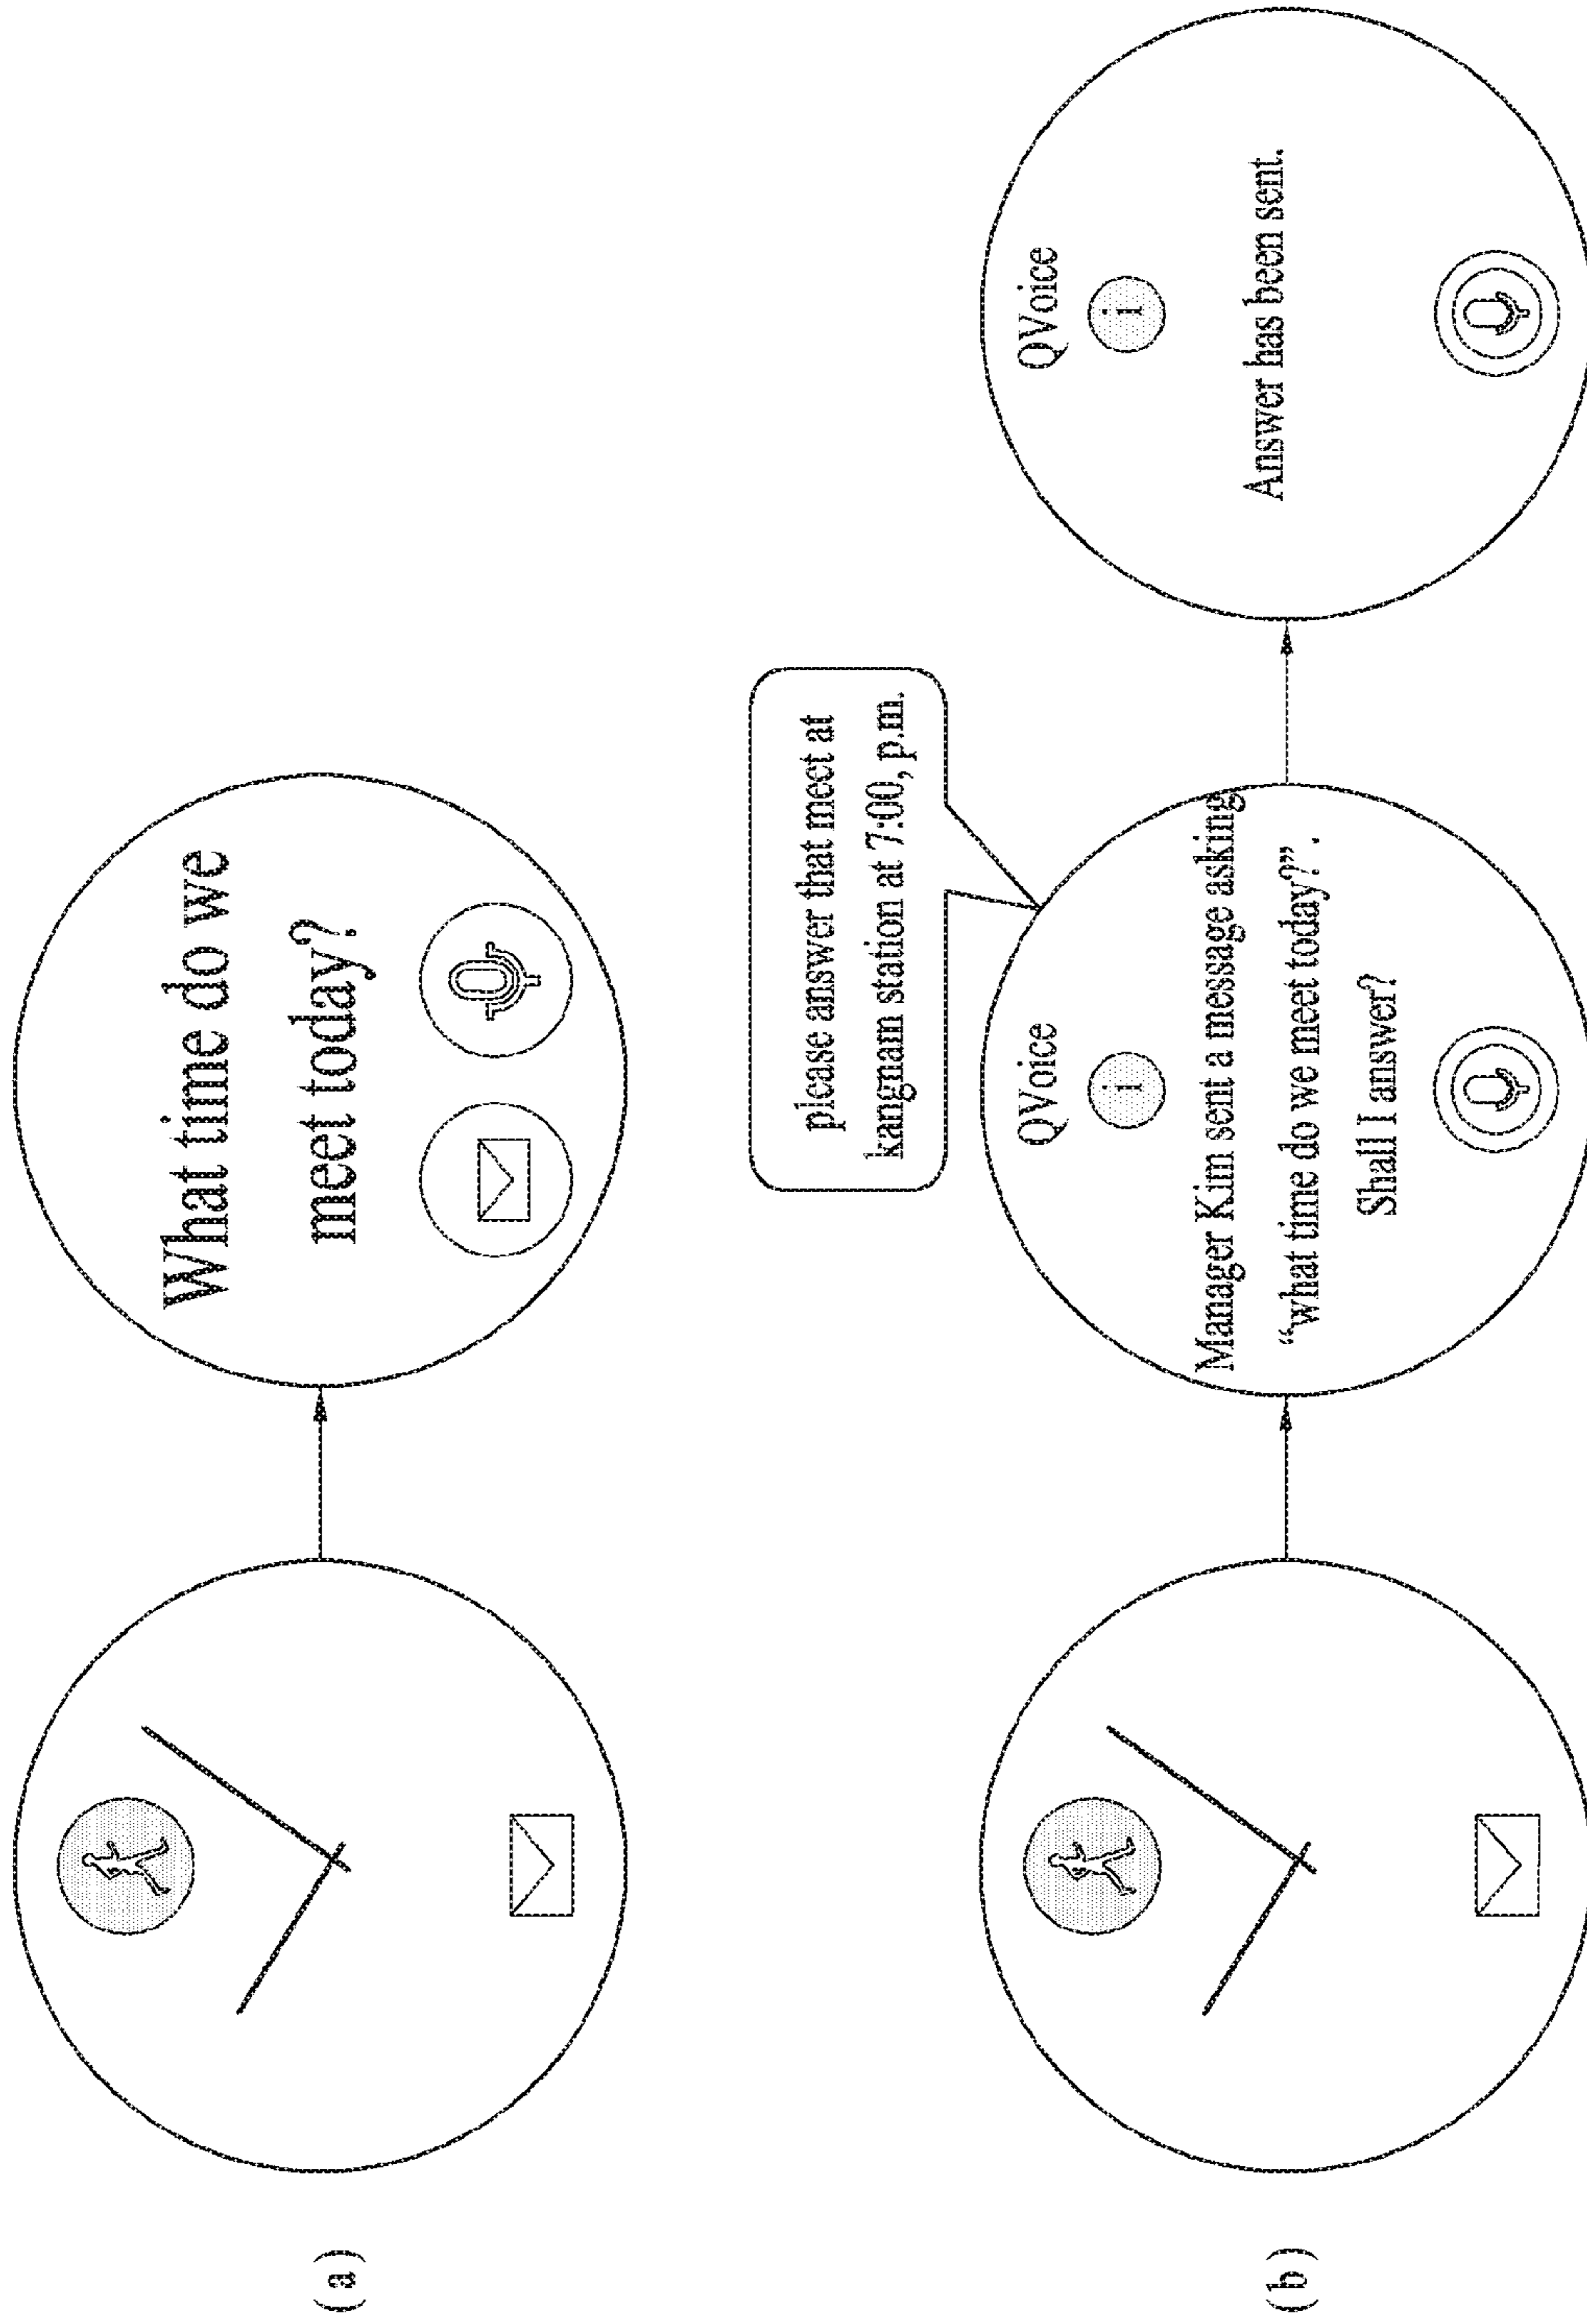 (a)
What time do we
meet today?
(b)
please answer that meet at
kangnam station at 7:00, p.m.
QVoice
i
Manager Kim sent a message asking
“what time do we meet today?”.
Shall I answer?
QVoice
i
Answer has been sent.